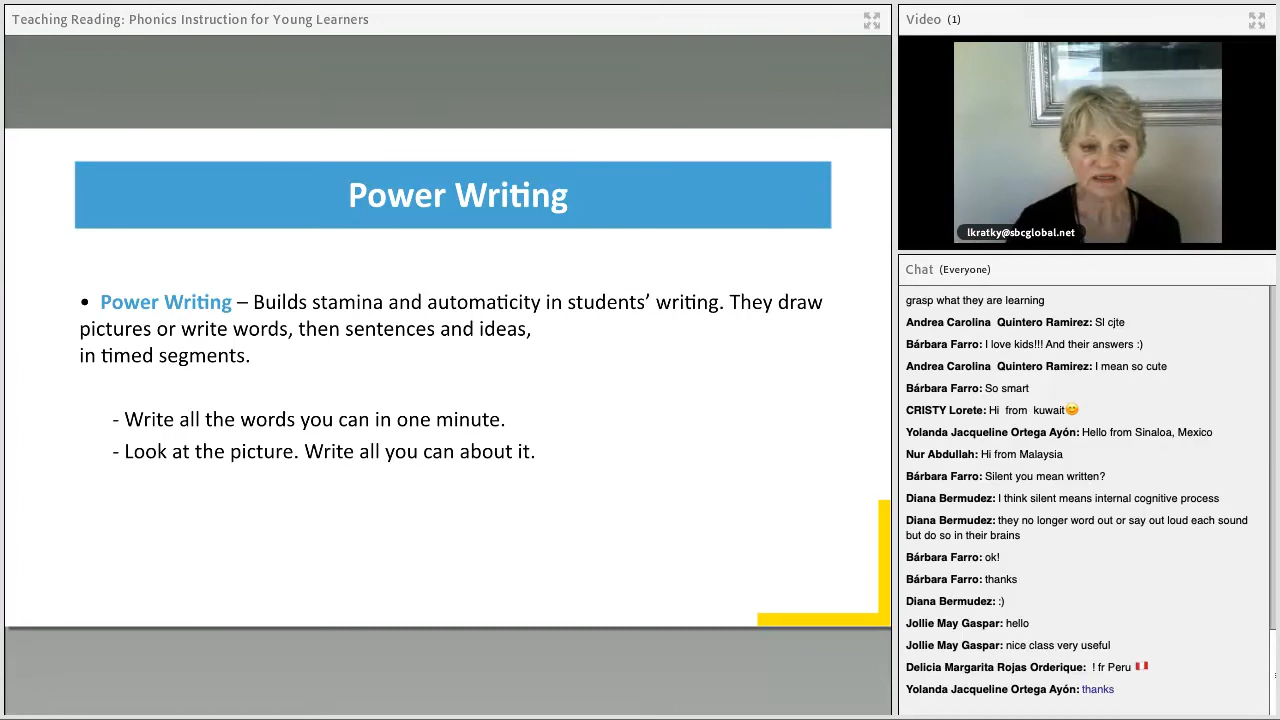 Teaching Reading: Phonics Instruction for Young Learners
Power Writing
• Power Writing – Builds stamina and automaticity in students’ writing. They draw
pictures or write words, then sentences and ideas,
in timed segments.
- Write all the words you can in one minute.
- Look at the picture. Write all you can about it.
Video (1)
lkratky@sbcglobal.net
Chat (Everyone)
grasp what they are learning
Andrea Carolina Quintero Ramirez: Sl cjte
Bárbara Farro: I love kids!!! And their answers :)
Andrea Carolina Quintero Ramirez: I mean so cute
Bárbara Farro: So smart
CRISTY Lorete: Hi from kuwait😊
Yolanda Jacqueline Ortega Ayón: Hello from Sinaloa, Mexico
Nur Abdullah: Hi from Malaysia
Bárbara Farro: Silent you mean written?
Diana Bermudez: I think silent means internal cognitive process
Diana Bermudez: they no longer word out or say out loud each sound
but do so in their brains
Bárbara Farro: ok!
Bárbara Farro: thanks
Diana Bermudez: :)
Jollie May Gaspar: hello
Jollie May Gaspar: nice class very useful
Delicia Margarita Rojas Orderique: ! fr Peru 🇵🇪
Yolanda Jacqueline Ortega Ayón: thanks